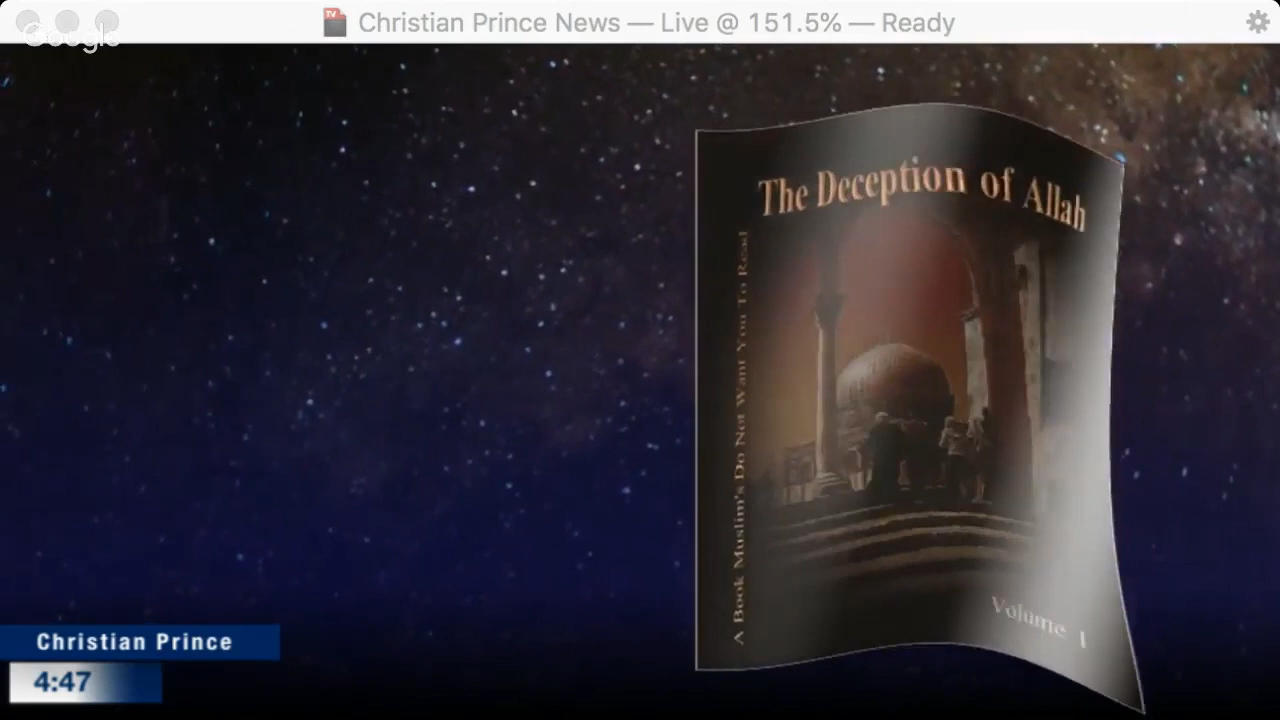 Christian Prince News — Live @ 151.5% — Ready
Google
The Deception of Allah
A Book Muslim's Do Not Want You To Read
Volume 1
Christian Prince
4:47